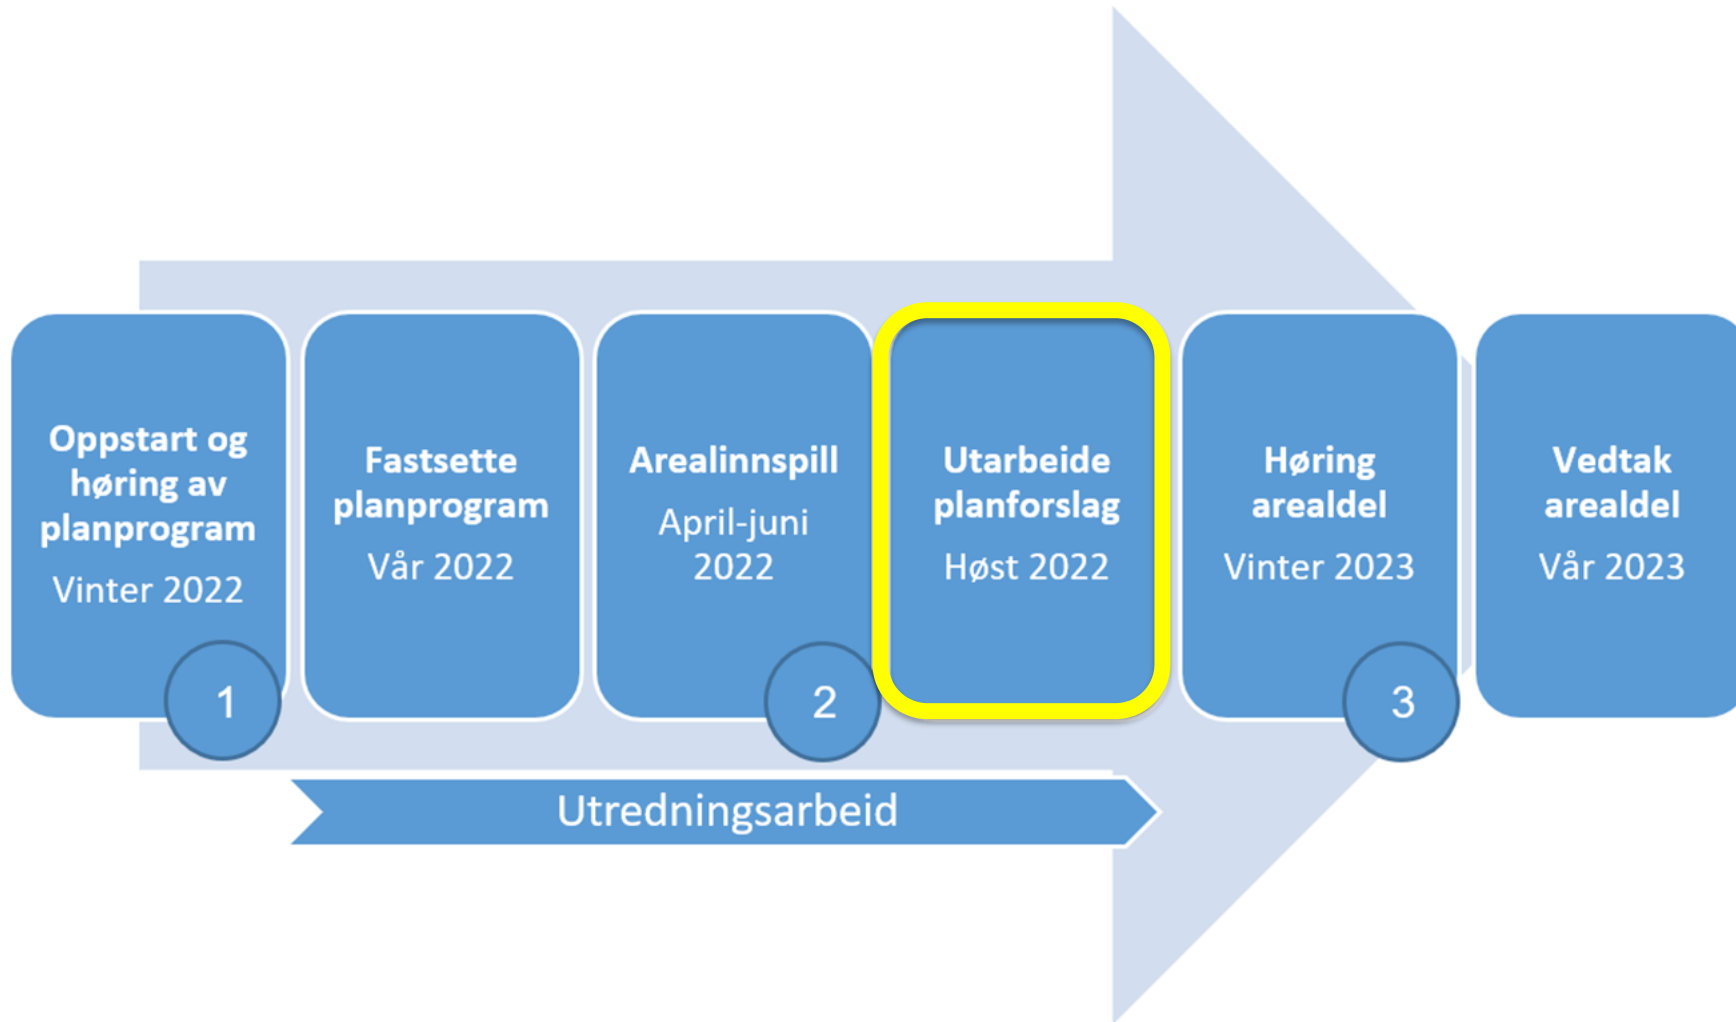 Oppstart og
høring av
planprogram
Vinter 2022
1
Fastsette
planprogram
Vår 2022
Arealinnspill
April-juni
2022
2
Utarbeide
planforslag
Høst 2022
Høring
arealdel
Vinter 2023
3
Vedtak
arealdel
Vår 2023
Utredningsarbeid